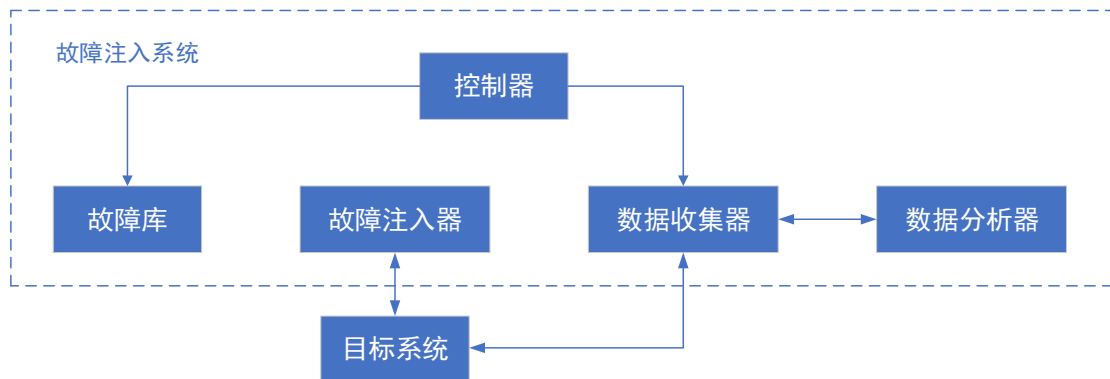 故障注入系统
控制器
故障库
故障注入器
数据收集器
数据分析器
目标系统